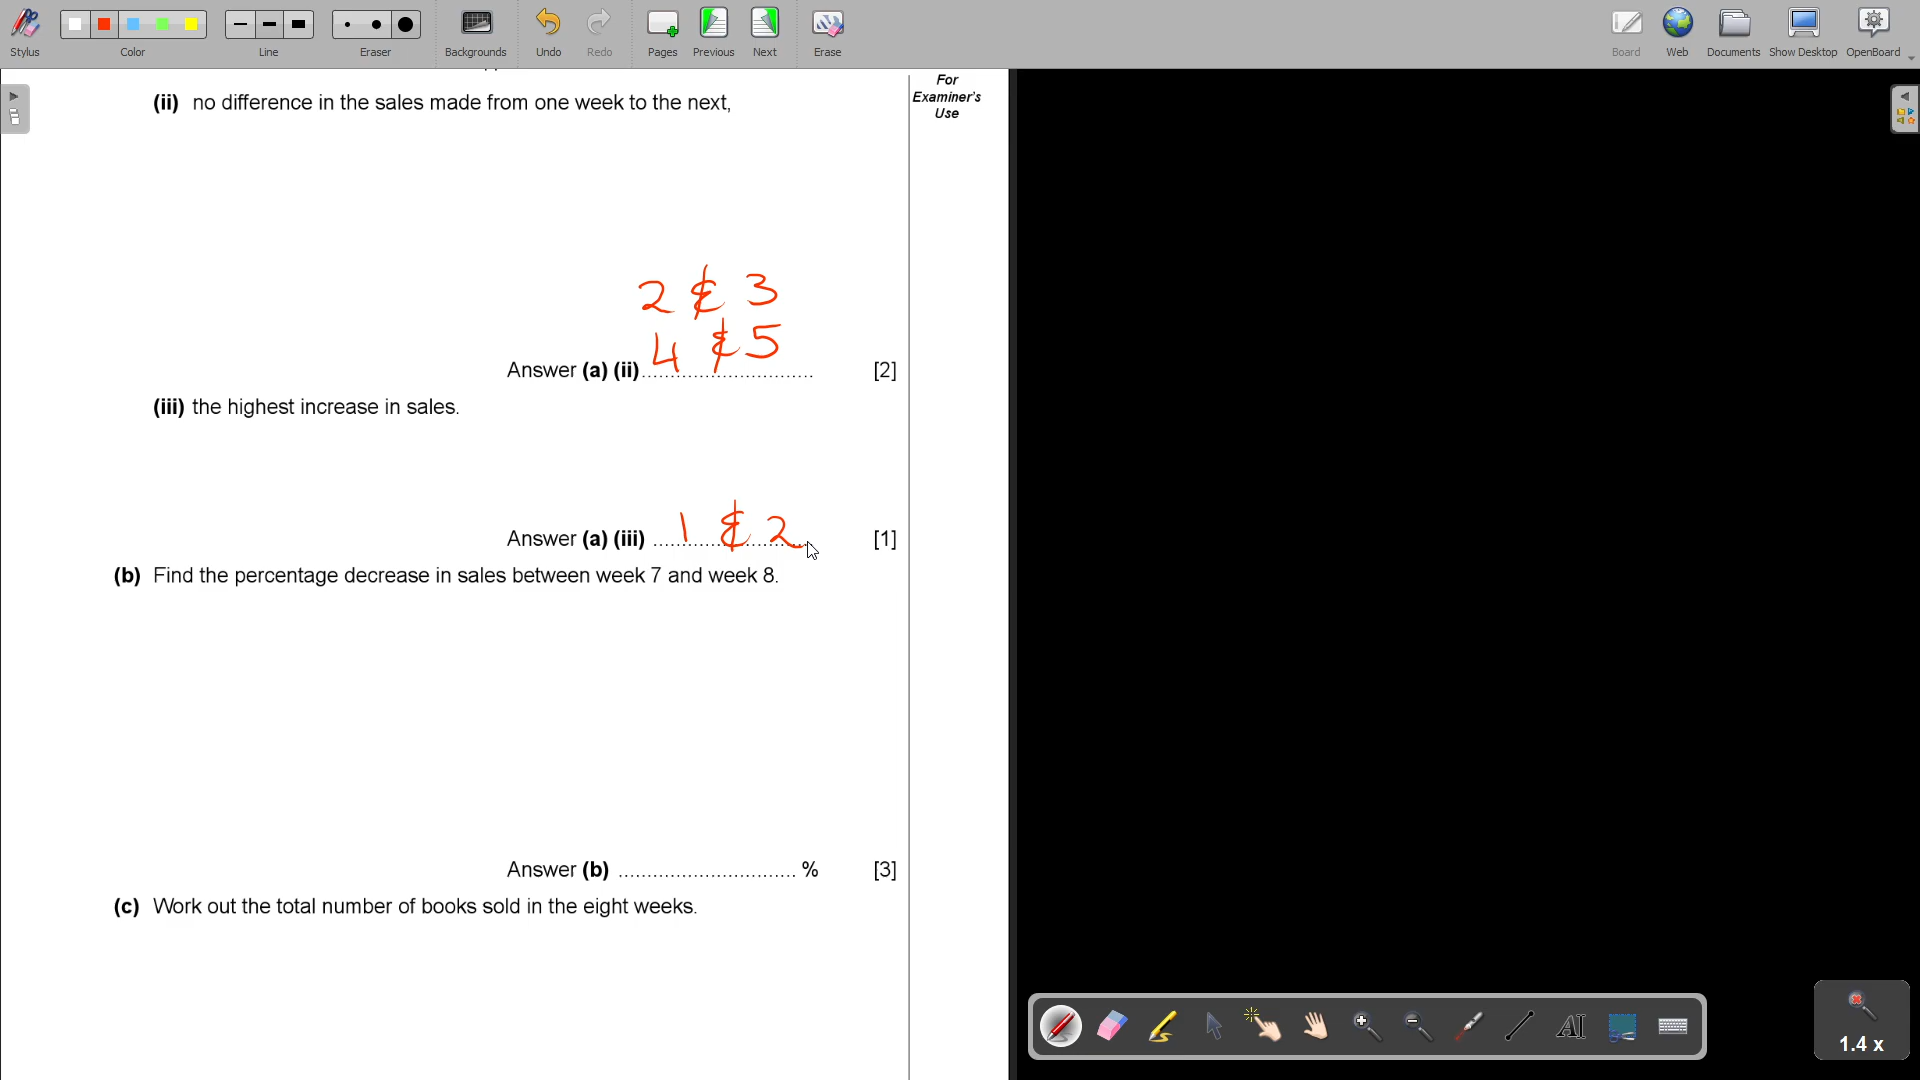 Stylus Color Line Eraser Backgrounds Undo Redo Pages Previous Next Erase Board Web Documents Show Desktop OpenBoard
For
Examiner's
Use
(ii) no difference in the sales made from one week to the next,
2 & 3
4 & 5
Answer (a) (ii).............................. [2]
(iii) the highest increase in sales.
1 & 2
Answer (a) (iii) ............................ [1]
(b) Find the percentage decrease in sales between week 7 and week 8.
Answer (b) ............................... % [3]
(c) Work out the total number of books sold in the eight weeks.
1.4 x